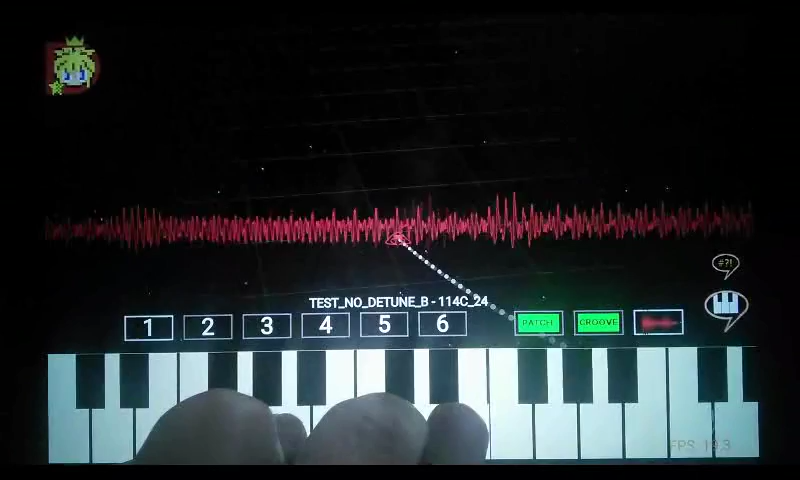 #?!
TEST_NO_DETUNE_B - 114C_24
1 2 3 4 5 6 PATCH GROOVE
FPS